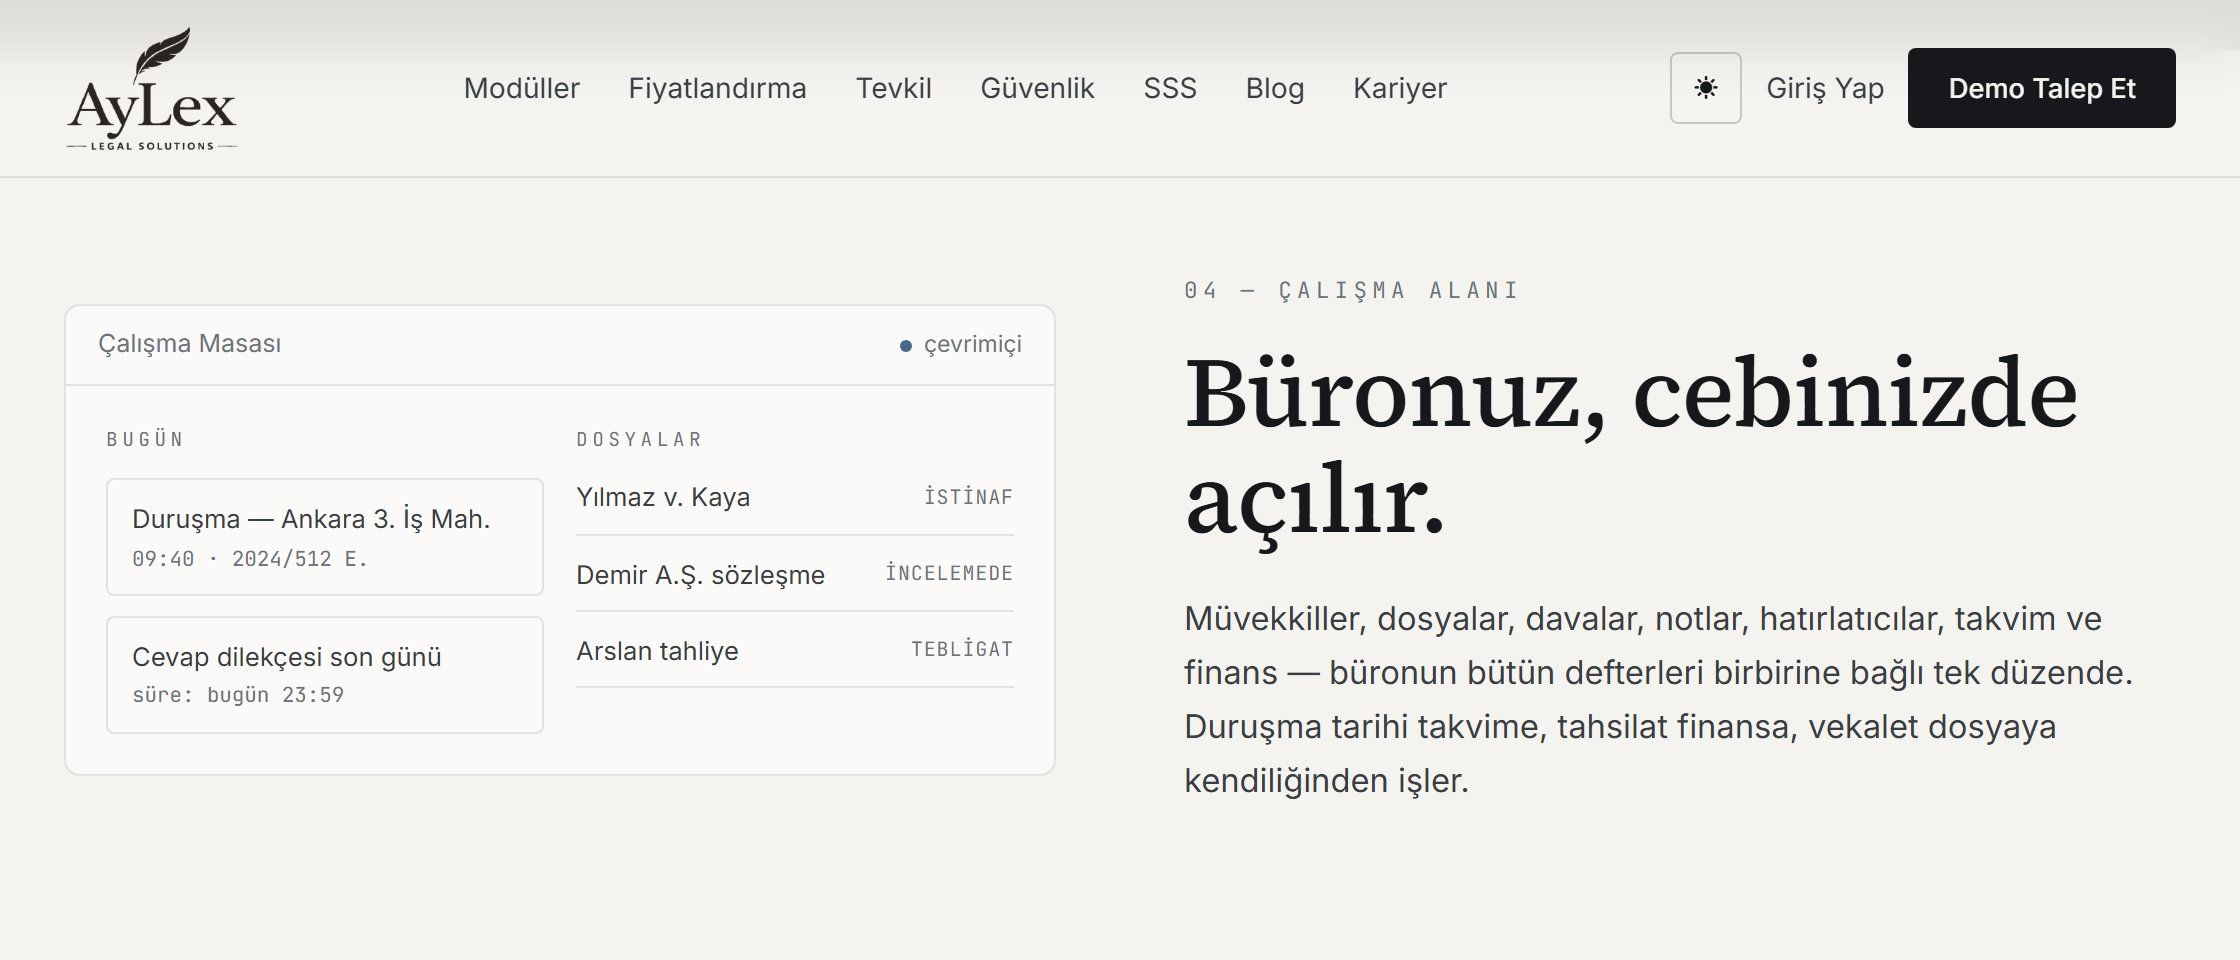 AyLex
LEGAL SOLUTIONS
Modüller
Fiyatlandırma
Tevkil
Güvenlik
SSS
Blog
Kariyer
Giriş Yap
Demo Talep Et
Çalışma Masası
çevrimiçi
BUGÜN
Duruşma — Ankara 3. İş Mah.
09:40 · 2024/512 E.
Cevap dilekçesi son günü
süre: bugün 23:59
DOSYALAR
Yılmaz v. Kaya
İSTİNAF
Demir A.Ş. sözleşme
İNCELEMEDE
Arslan tahliye
TEBLİGAT
04 — ÇALIŞMA ALANI
Büronuz, cebinizde
açılır.
Müvekkiller, dosyalar, davalar, notlar, hatırlatıcılar, takvim ve
finans — büronun bütün defterleri birbirine bağlı tek düzende.
Duruşma tarihi takvime, tahsilat finansa, vekalet dosyaya
kendiliğinden işler.